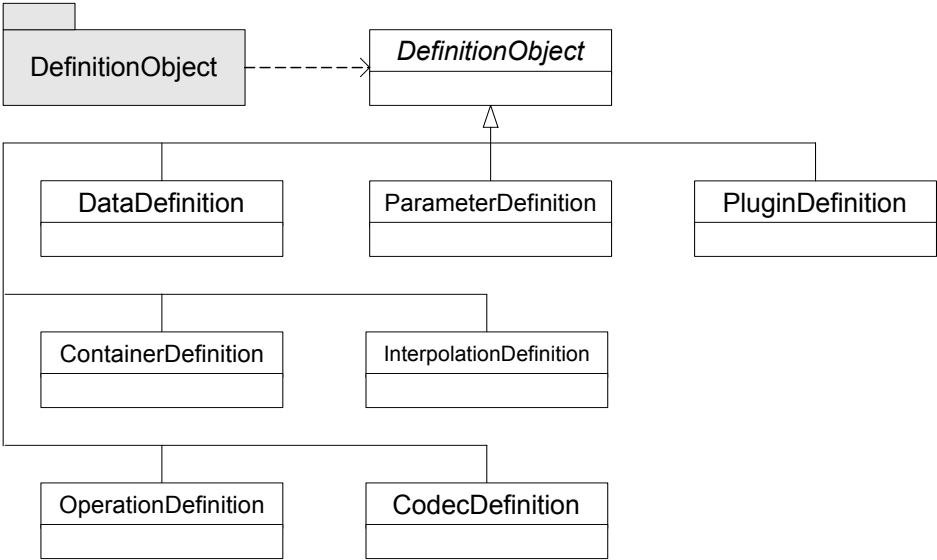 DefinitionObject
DefinitionObject
DataDefinition
ParameterDefinition
PluginDefinition
ContainerDefinition
InterpolationDefinition
OperationDefinition
CodecDefinition